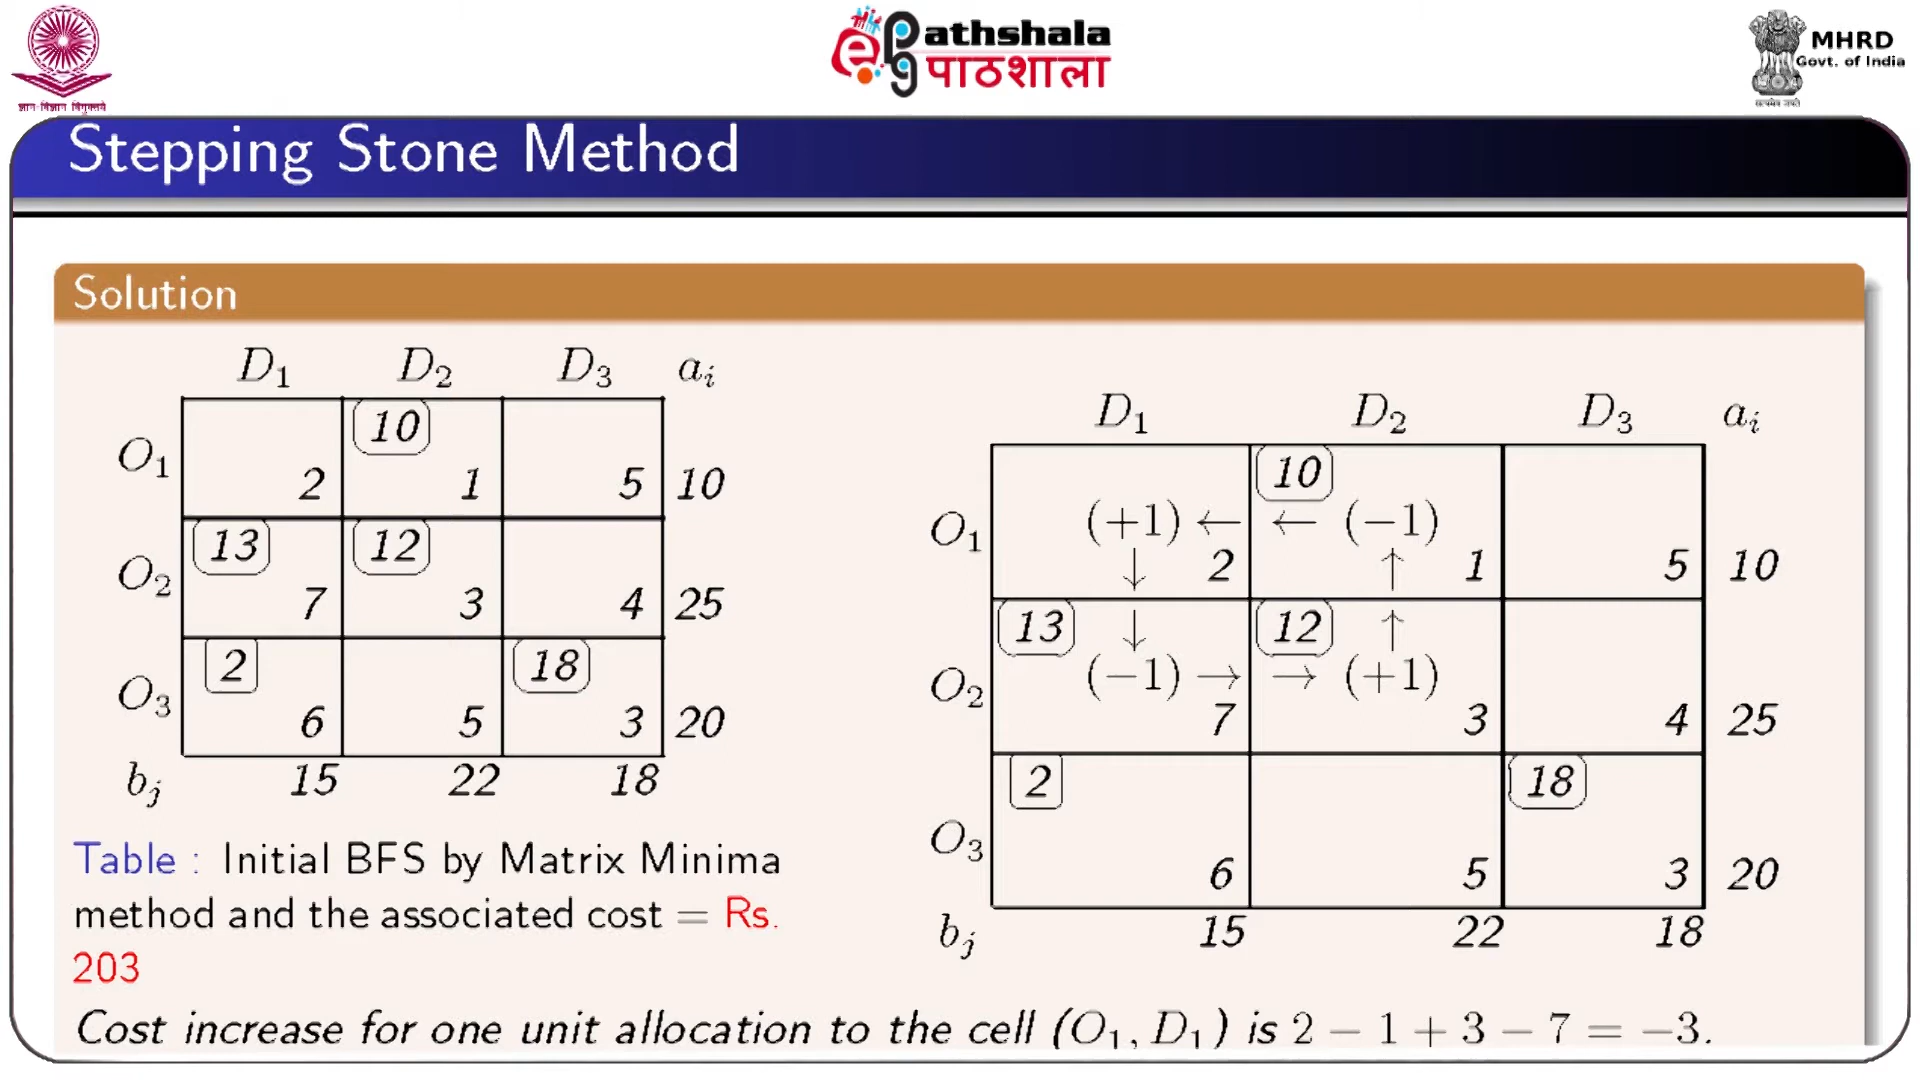 ज्ञान-विज्ञान विमुक्तये
ePG athshala
पाठशाला
सत्यमेव जयते
MHRD
Govt. of India
Stepping Stone Method
Solution
D₁ D₂ D₃ aᵢ
10
O₁ 2 1 5 10
13 12
O₂ 7 3 4 25
2 18
O₃ 6 5 3 20
bⱼ 15 22 18
Table : Initial BFS by Matrix Minima
method and the associated cost = Rs.
203
D₁ D₂ D₃ aᵢ
10
O₁ (+1) ← ← (−1)
↓ 2 ↑ 1 5 10
13 ↓ 12 ↑
O₂ (−1) → → (+1)
7 3 4 25
2 18
O₃ 6 5 3 20
bⱼ 15 22 18
Cost increase for one unit allocation to the cell (O₁, D₁) is 2 − 1 + 3 − 7 = −3.